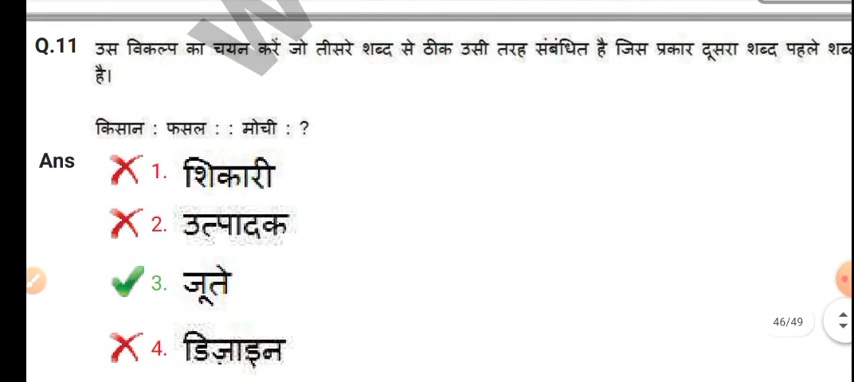 Q.11 उस विकल्प का चयन करें जो तीसरे शब्द से ठीक उसी तरह संबंधित है जिस प्रकार दूसरा शब्द पहले
है।
किसान : फसल : : मोची : ?
Ans
1. शिकारी
2. उत्पादक
3. जूते
46/49
4. डिज़ाइन